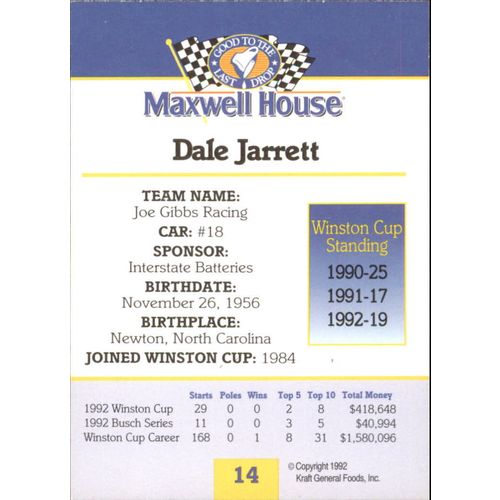 GOOD TO THE
LAST DROP
Maxwell House®
Dale Jarrett
TEAM NAME:
Joe Gibbs Racing
CAR: #18
SPONSOR:
Interstate Batteries
BIRTHDATE:
November 26, 1956
BIRTHPLACE:
Newton, North Carolina
JOINED WINSTON CUP: 1984
Winston Cup
Standing
1990-25
1991-17
1992-19
Starts Poles Wins Top 5 Top 10 Total Money
1992 Winston Cup 29 0 0 2 8 $418,648
1992 Busch Series 11 0 0 3 5 $40,994
Winston Cup Career 168 0 1 8 31 $1,580,096
14
© Copyright 1992
Kraft General Foods, Inc.